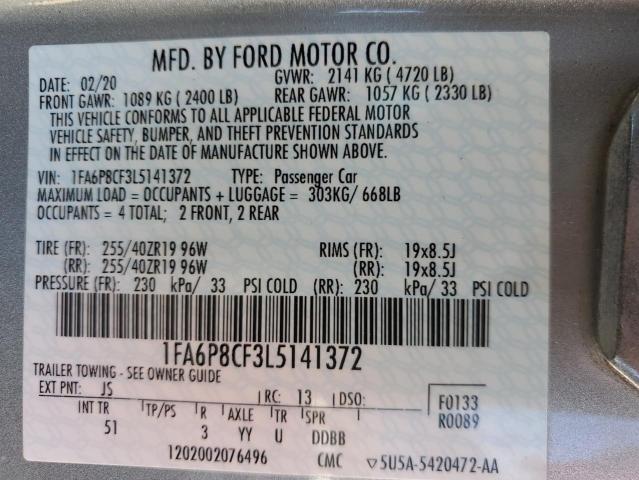 MFD. BY FORD MOTOR CO.
DATE: 02/20 GVWR: 2141 KG ( 4720 LB)
FRONT GAWR: 1089 KG ( 2400 LB) REAR GAWR: 1057 KG ( 2330 LB)
THIS VEHICLE CONFORMS TO ALL APPLICABLE FEDERAL MOTOR
VEHICLE SAFETY, BUMPER, AND THEFT PREVENTION STANDARDS
IN EFFECT ON THE DATE OF MANUFACTURE SHOWN ABOVE.
VIN: 1FA6P8CF3L5141372 TYPE: Passenger Car
MAXIMUM LOAD = OCCUPANTS + LUGGAGE = 303KG/ 668LB
OCCUPANTS = 4 TOTAL; 2 FRONT, 2 REAR
TIRE (FR): 255/40ZR19 96W RIMS (FR): 19x8.5J
(RR): 255/40ZR19 96W (RR): 19x8.5J
PRESSURE (FR): 230 kPa/ 33 PSI COLD (RR): 230 kPa/ 33 PSI COLD
1FA6P8CF3L5141372
TRAILER TOWING - SEE OWNER GUIDE
EXT PNT: JS RC: 13 DSO: F0133
INT TR TP/PS R AXLE TR SPR R0089
51 3 YY U DDBB
1202002076496 CMC ▽5U5A-5420472-AA